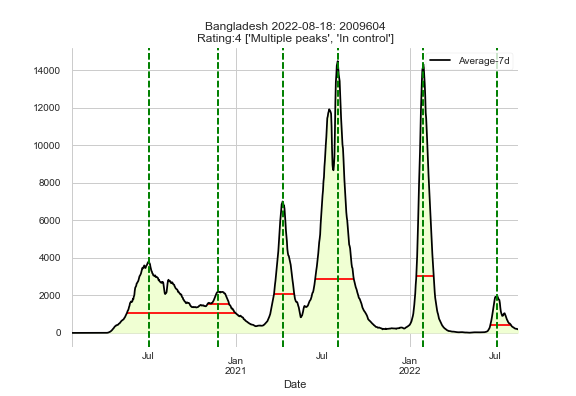 Bangladesh 2022-08-18: 2009604
Rating:4 ['Multiple peaks', 'In control']
Average-7d
14000
12000
10000
8000
6000
4000
2000
0
Jul
Jan
2021
Jul
Jan
2022
Jul
Date